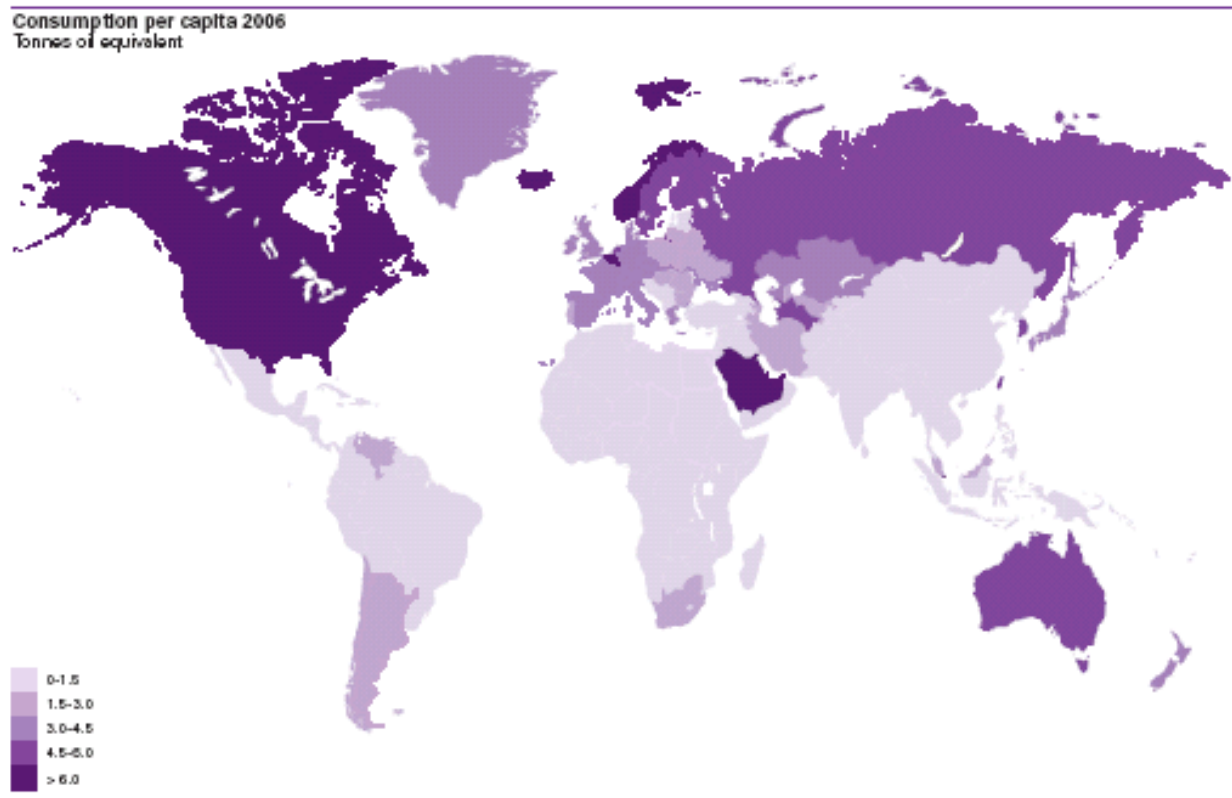 Consumption per capita 2006
Tonnes oil equivalent
0-1.5
1.5-3.0
3.0-4.5
4.5-6.0
> 6.0